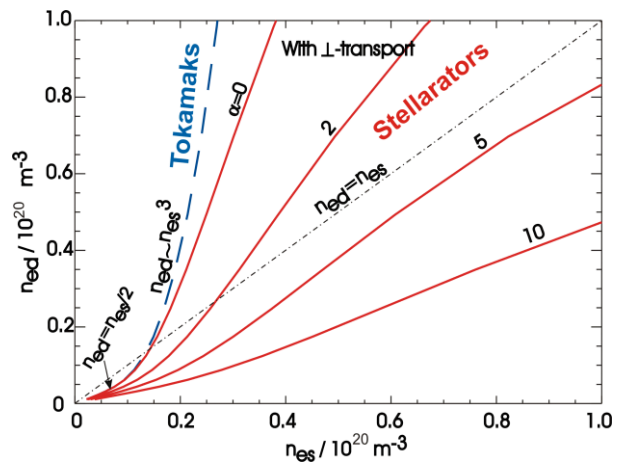 1.0
0.8
0.6
0.4
0.2
0
n_ed / 10^20 m^-3
Tokamaks
α=0
With ⊥-transport
2
Stellarators
5
10
n_ed=n_es
n_ed~n_es^3
n_ed=n_es/2
0 0.2 0.4 0.6 0.8 1.0
n_es / 10^20 m^-3